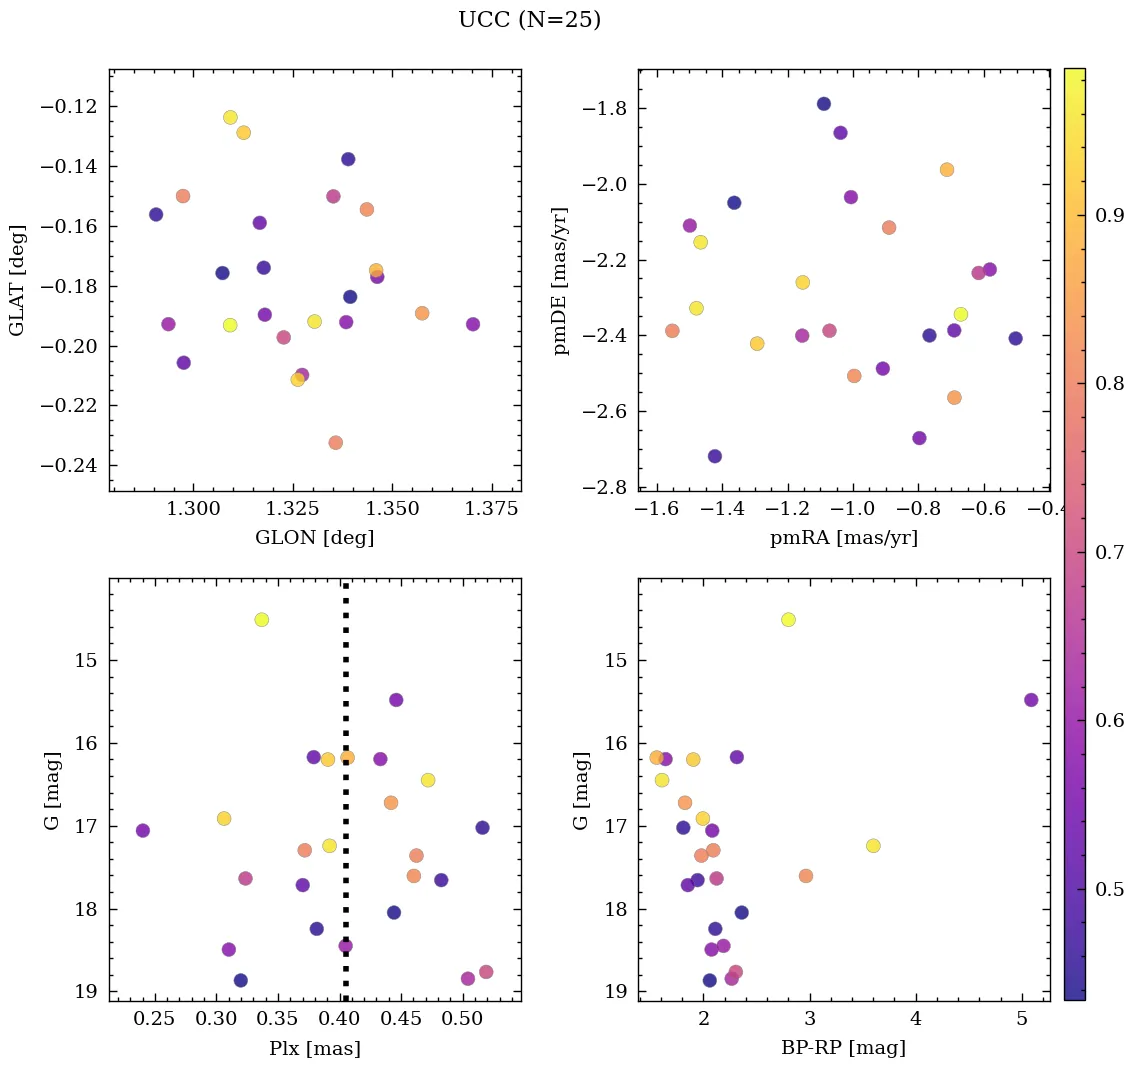 UCC (N=25)
−0.12
−0.14
−0.16
−0.18
−0.20
−0.22
−0.24
GLAT [deg]
1.300 1.325 1.350 1.375
GLON [deg]
−1.8
−2.0
−2.2
−2.4
−2.6
−2.8
pmDE [mas/yr]
−1.6 −1.4 −1.2 −1.0 −0.8 −0.6 −0.4
pmRA [mas/yr]
15
16
17
18
19
G [mag]
0.25 0.30 0.35 0.40 0.45 0.50
Plx [mas]
15
16
17
18
19
G [mag]
2 3 4 5
BP-RP [mag]
0.9
0.8
0.7
0.6
0.5